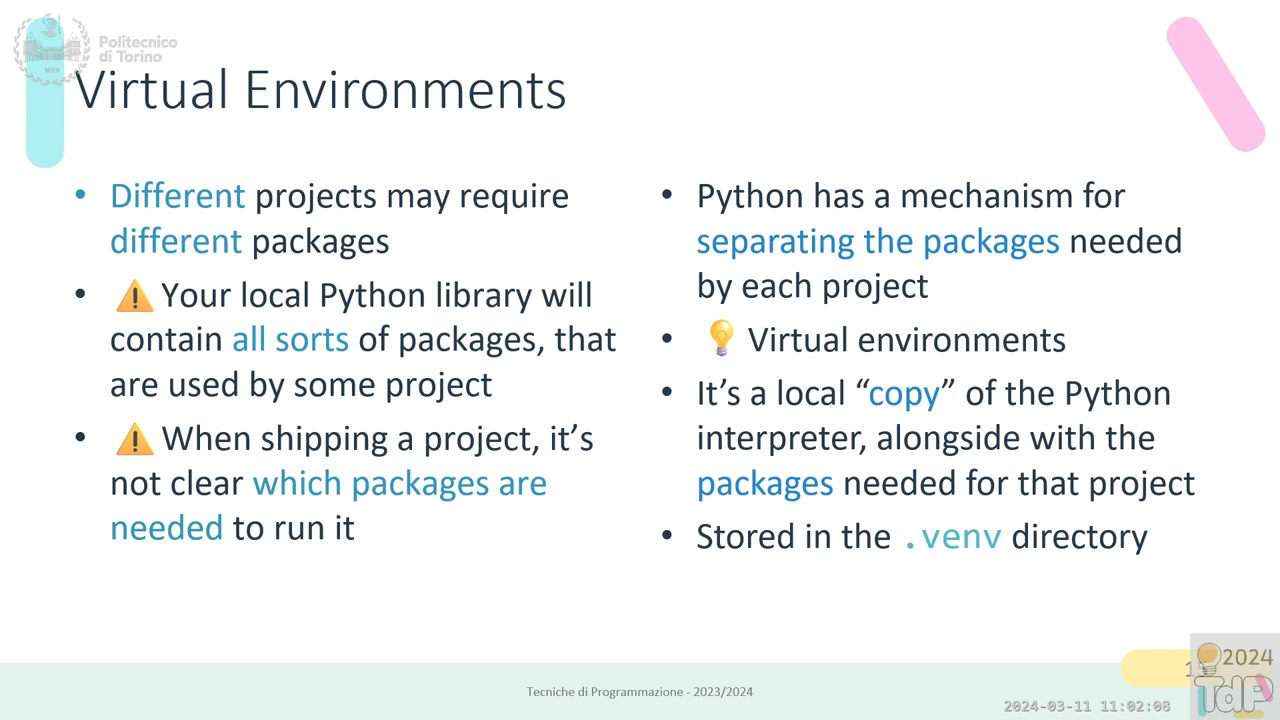 Politecnico
di Torino
Virtual Environments
• Different projects may require
different packages
• ⚠️ Your local Python library will
contain all sorts of packages, that
are used by some project
• ⚠️ When shipping a project, it’s
not clear which packages are
needed to run it
• Python has a mechanism for
separating the packages needed
by each project
• 💡 Virtual environments
• It’s a local “copy” of the Python
interpreter, alongside with the
packages needed for that project
• Stored in the .venv directory
Tecniche di Programmazione - 2023/2024
2024-03-11 11:02:08
2024
TdP